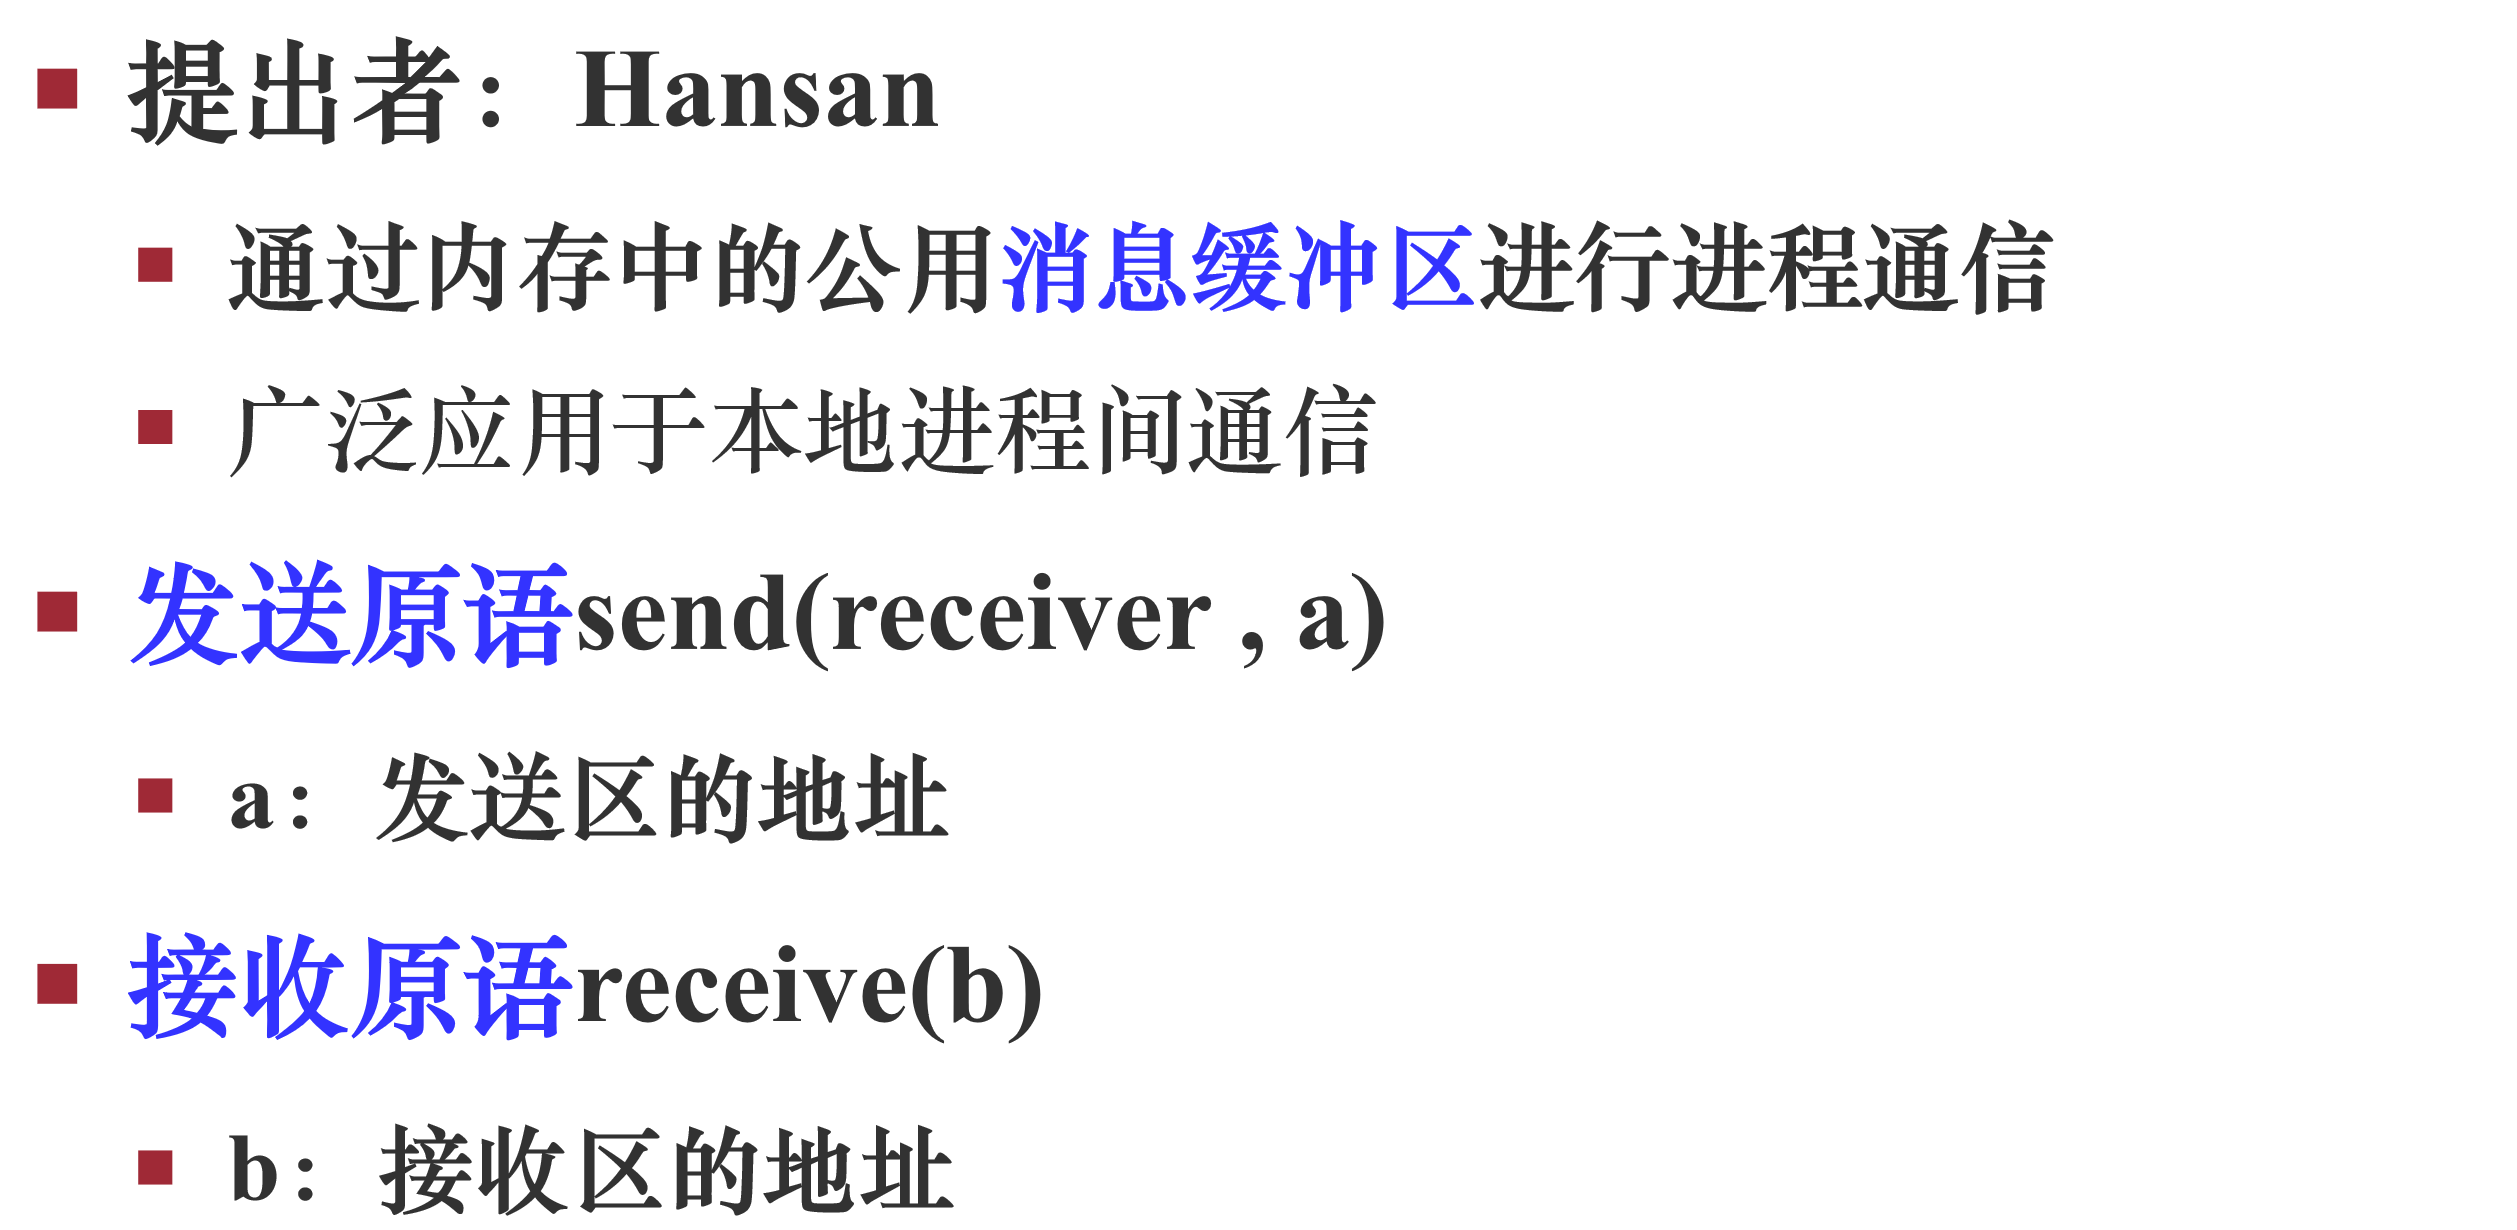 提出者：Hansan
通过内存中的公用消息缓冲区进行进程通信
广泛应用于本地进程间通信
发送原语send(receiver , a)
a： 发送区的地址
接收原语receive(b)
b： 接收区的地址